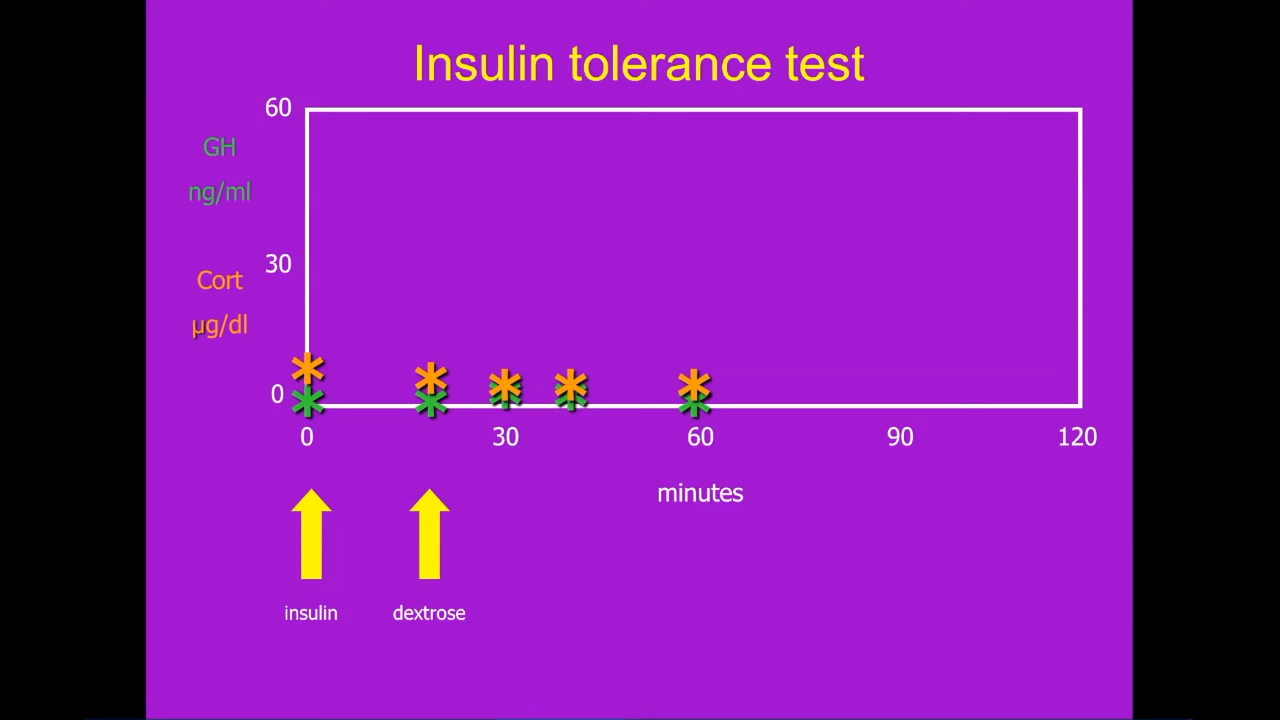 Insulin tolerance test
60
GH
ng/ml
30
Cort
µg/dl
0
0 30 60 90 120
minutes
insulin dextrose